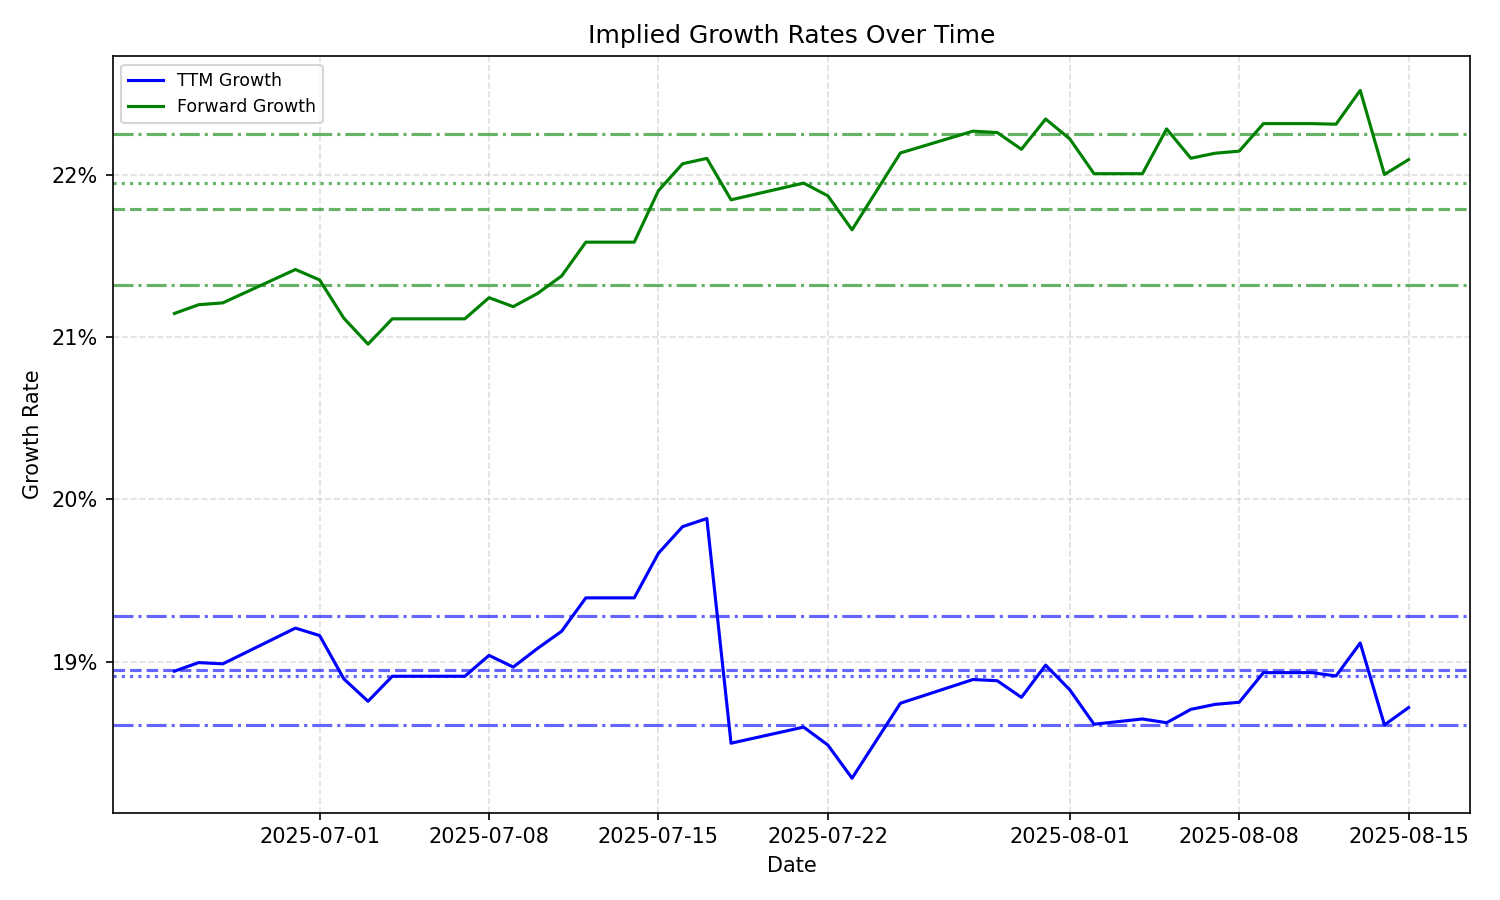 Implied Growth Rates Over Time
TTM Growth
Forward Growth
22%
21%
20%
19%
Growth Rate
2025-07-01
2025-07-08
2025-07-15
2025-07-22
2025-08-01
2025-08-08
2025-08-15
Date